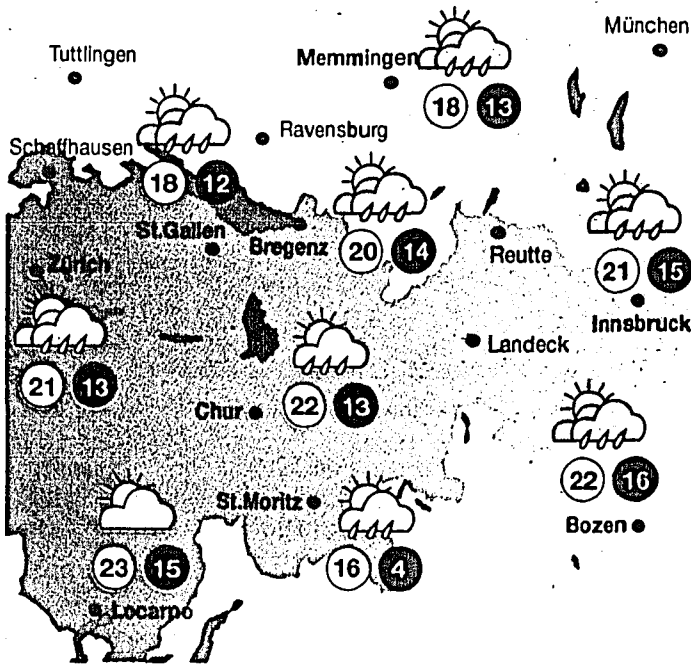 München
Tuttlingen
Memmingen
18 13
Ravensburg
Schaffhausen
18 12
St.Gallen
Bregenz
20 14
Reutte
Zürich
21 15
Innsbruck
Landeck
21 13
Chur
22 13
22 16
St.Moritz
Bozen
23 15
16 4
Locarno